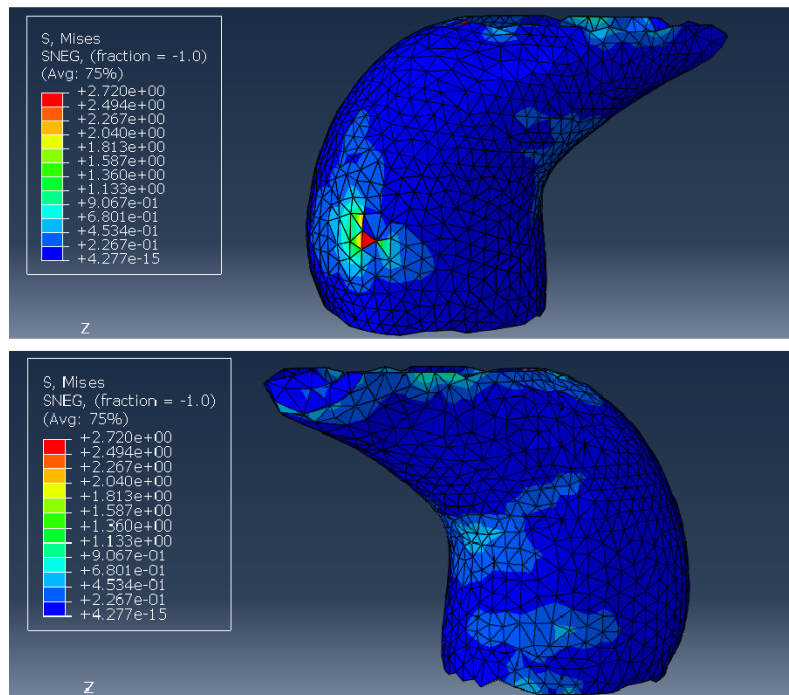 S, Mises
SNEG, (fraction = -1.0)
(Avg: 75%)
+2.720e+00
+2.494e+00
+2.267e+00
+2.040e+00
+1.813e+00
+1.587e+00
+1.360e+00
+1.133e+00
+9.067e-01
+6.801e-01
+4.534e-01
+2.267e-01
+4.277e-15
Z
S, Mises
SNEG, (fraction = -1.0)
(Avg: 75%)
+2.720e+00
+2.494e+00
+2.267e+00
+2.040e+00
+1.813e+00
+1.587e+00
+1.360e+00
+1.133e+00
+9.067e-01
+6.801e-01
+4.534e-01
+2.267e-01
+4.277e-15
Z